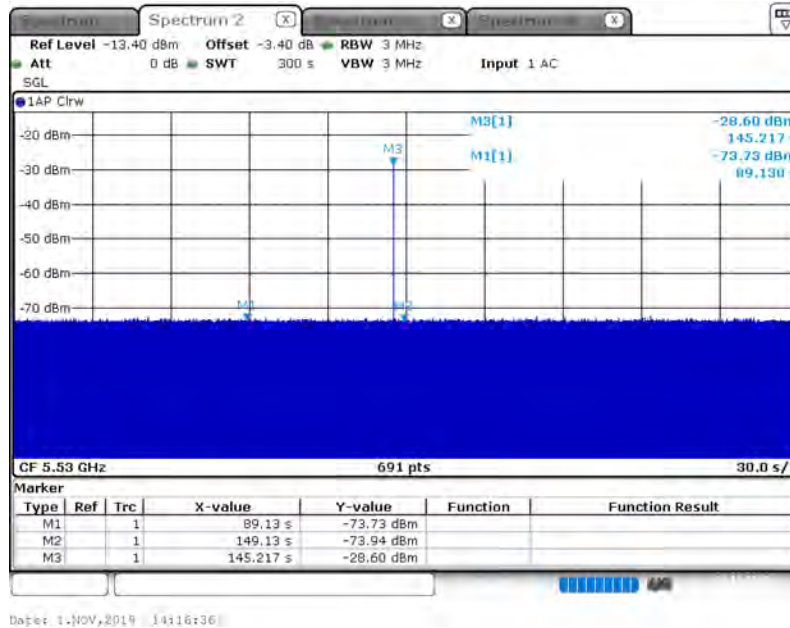 Spectrum Spectrum 2 X X X
Ref Level -13.40 dBm Offset -3.40 dB RBW 3 MHz
Att 0 dB SWT 300 s VBW 3 MHz Input 1 AC
SGL
1AP Clrw
M3[1] -28.60 dBm
145.217 s
M1[1] -73.73 dBm
89.130 s
-20 dBm
M3
-30 dBm
-40 dBm
-50 dBm
-60 dBm
-70 dBm
M1 M2
CF 5.53 GHz 691 pts 30.0 s/
Marker
Type Ref Trc X-value Y-value Function Function Result
M1 1 89.13 s -73.73 dBm
M2 1 149.13 s -73.94 dBm
M3 1 145.217 s -28.60 dBm
Date: 1.NOV.2019 14:16:36